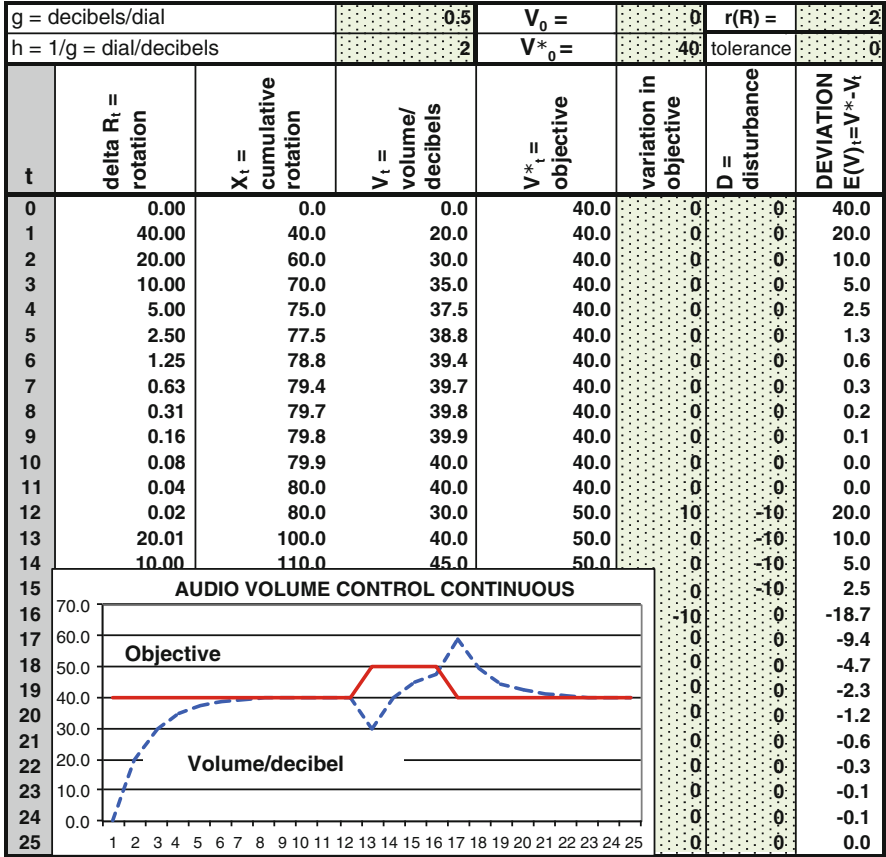 g = decibels/dial 0.5 V0 = 0 r(R) = 2
h = 1/g = dial/decibels 2 V*0 = 40 tolerance 0
t delta Rt = rotation Xt = cumulative rotation Vt = volume/ decibels V*t = objective variation in objective D = disturbance DEVIATION E(V)t=V*-Vt
0 0.00 0.0 0.0 40.0 0 0 40.0
1 40.00 40.0 20.0 40.0 0 0 20.0
2 20.00 60.0 30.0 40.0 0 0 10.0
3 10.00 70.0 35.0 40.0 0 0 5.0
4 5.00 75.0 37.5 40.0 0 0 2.5
5 2.50 77.5 38.8 40.0 0 0 1.3
6 1.25 78.8 39.4 40.0 0 0 0.6
7 0.63 79.4 39.7 40.0 0 0 0.3
8 0.31 79.7 39.8 40.0 0 0 0.2
9 0.16 79.8 39.9 40.0 0 0 0.1
10 0.08 79.9 40.0 40.0 0 0 0.0
11 0.04 80.0 40.0 40.0 0 0 0.0
12 0.02 80.0 30.0 50.0 10 -10 20.0
13 20.01 100.0 40.0 50.0 0 -10 10.0
14 10.00 110.0 45.0 50.0 0 -10 5.0
15 0 -10 2.5
16 -10 0 -18.7
17 0 0 -9.4
18 0 0 -4.7
19 0 0 -2.3
20 0 0 -1.2
21 0 0 -0.6
22 0 0 -0.3
23 0 0 -0.1
24 0 0 -0.1
25 0 0 0.0
AUDIO VOLUME CONTROL CONTINUOUS
70.0
60.0
Objective
50.0
40.0
30.0
20.0
Volume/decibel
10.0
0.0
1 2 3 4 5 6 7 8 9 10 11 12 13 14 15 16 17 18 19 20 21 22 23 24 25